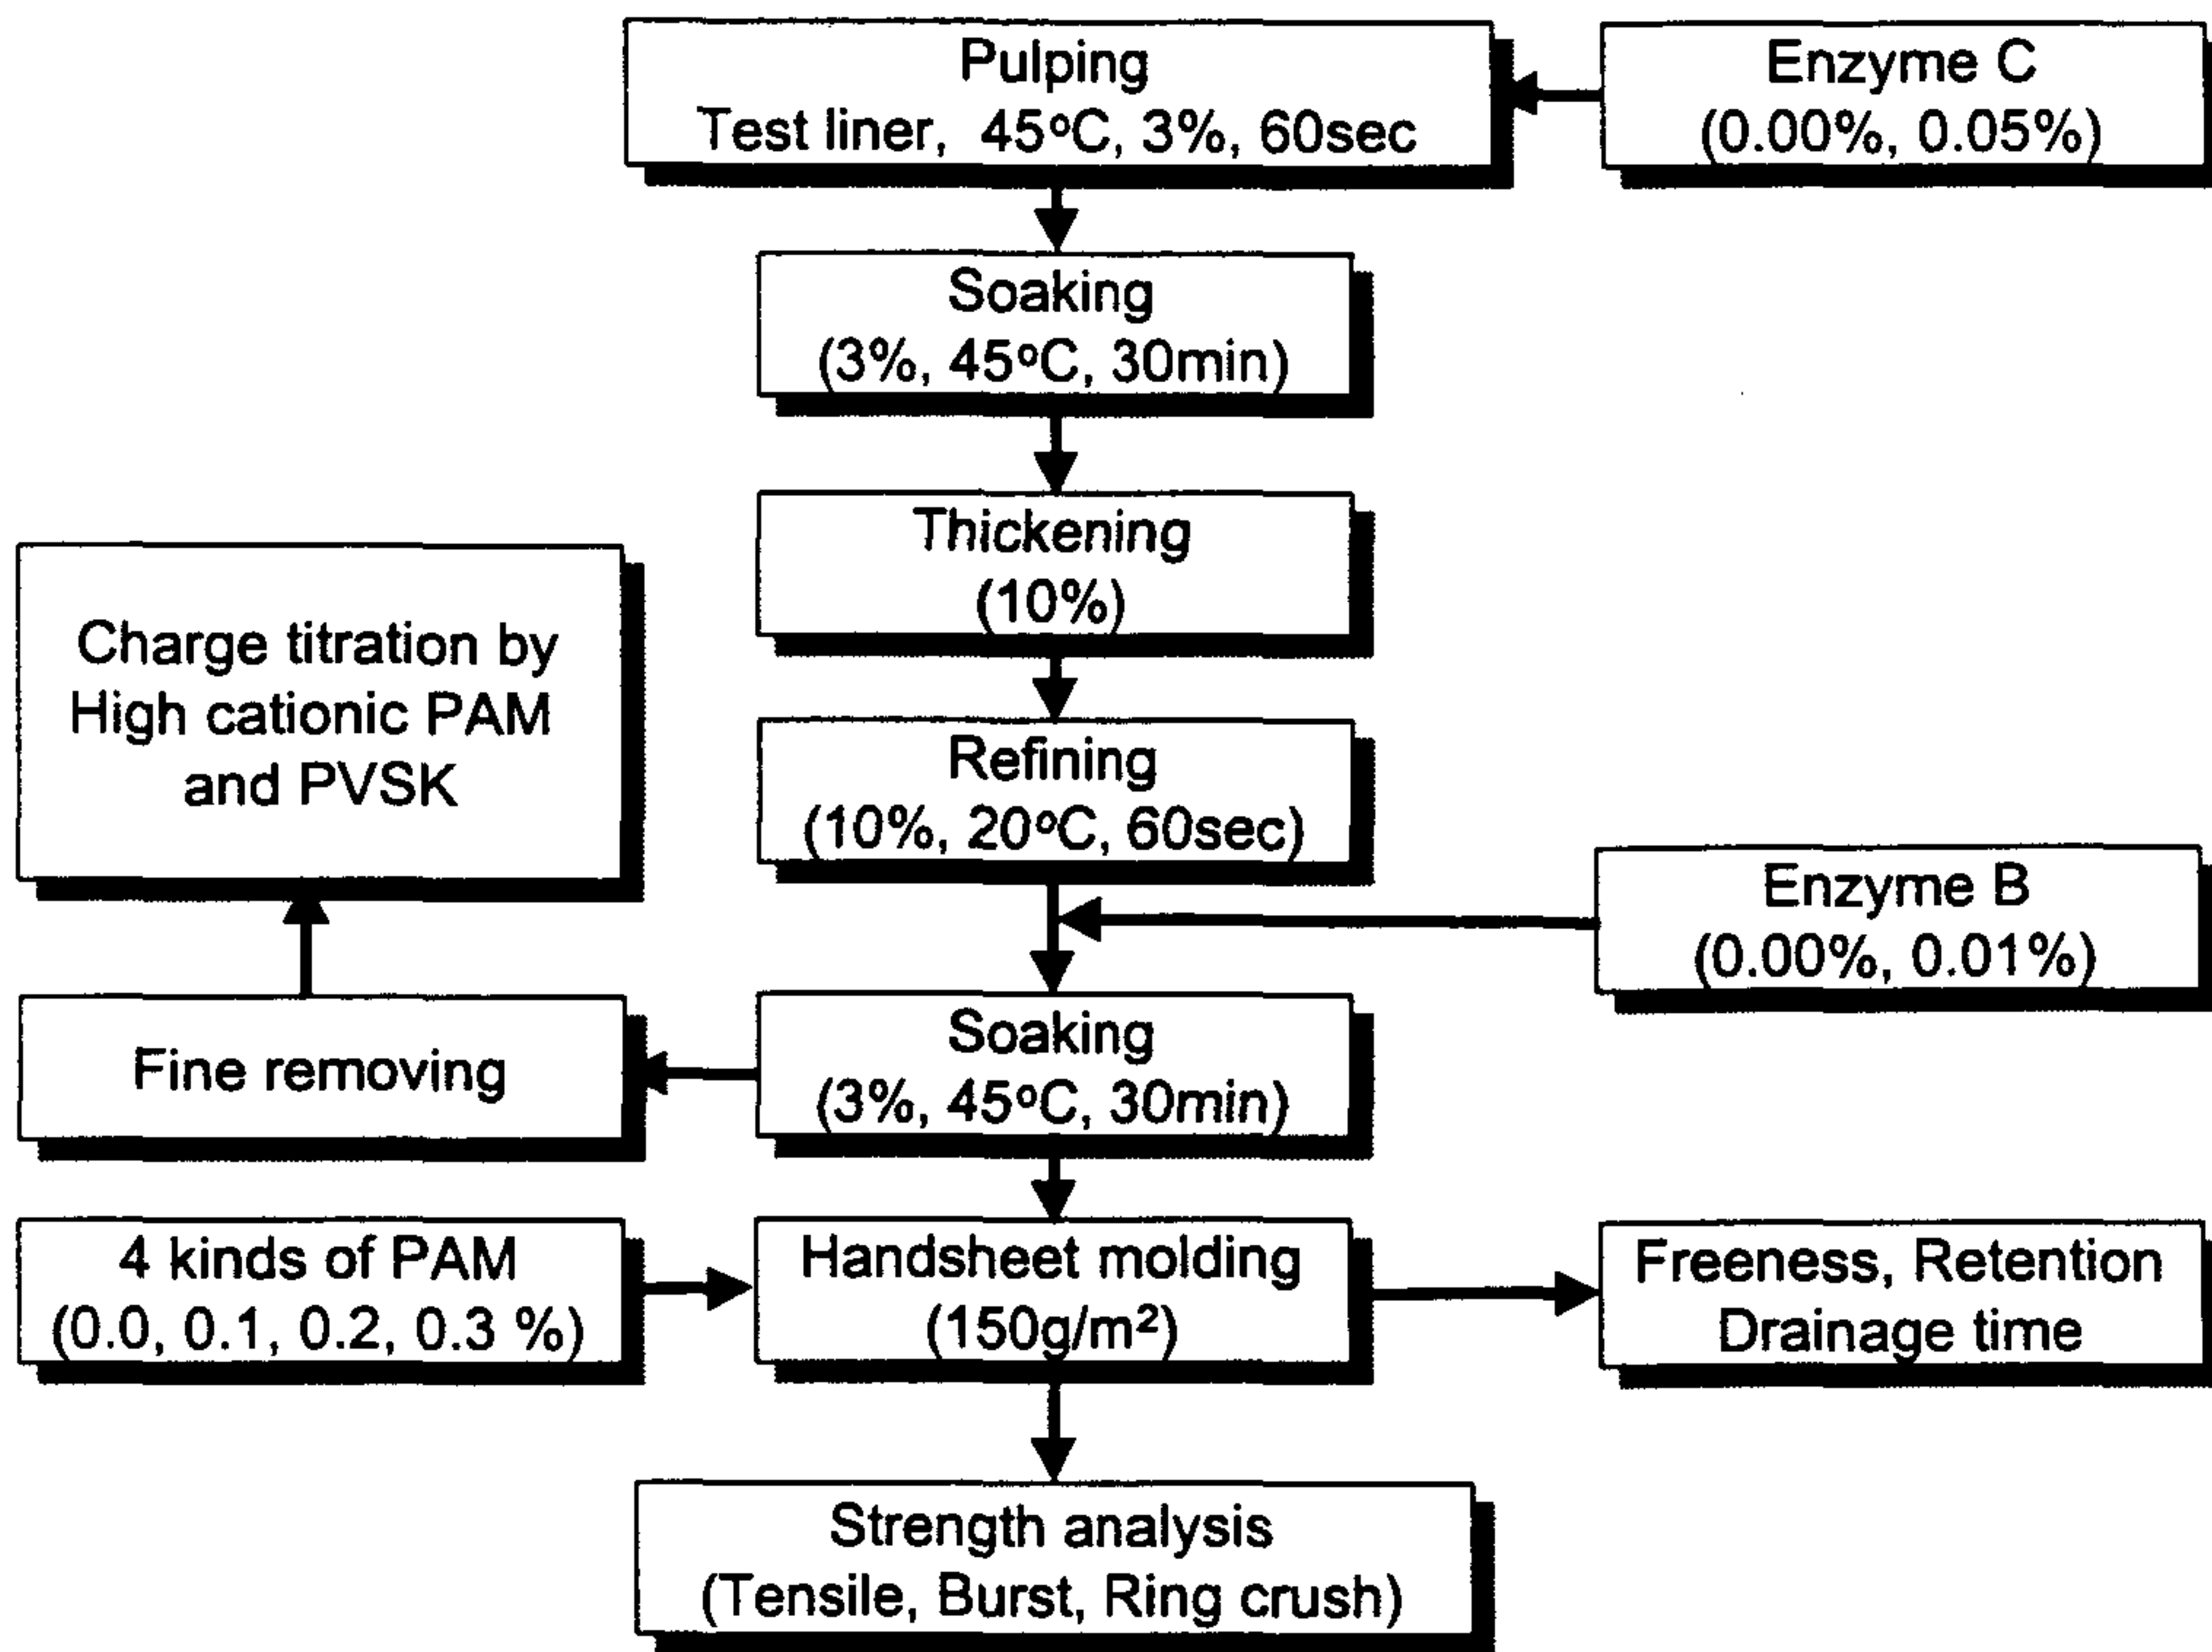 Pulping
Test liner, 45°C, 3%, 60sec
Enzyme C
(0.00%, 0.05%)
Soaking
(3%, 45°C, 30min)
Thickening
(10%)
Charge titration by
High cationic PAM
and PVSK
Refining
(10%, 20°C, 60sec)
Enzyme B
(0.00%, 0.01%)
Fine removing
Soaking
(3%, 45°C, 30min)
4 kinds of PAM
(0.0, 0.1, 0.2, 0.3 %)
Handsheet molding
(150g/m²)
Freeness, Retention
Drainage time
Strength analysis
(Tensile, Burst, Ring crush)